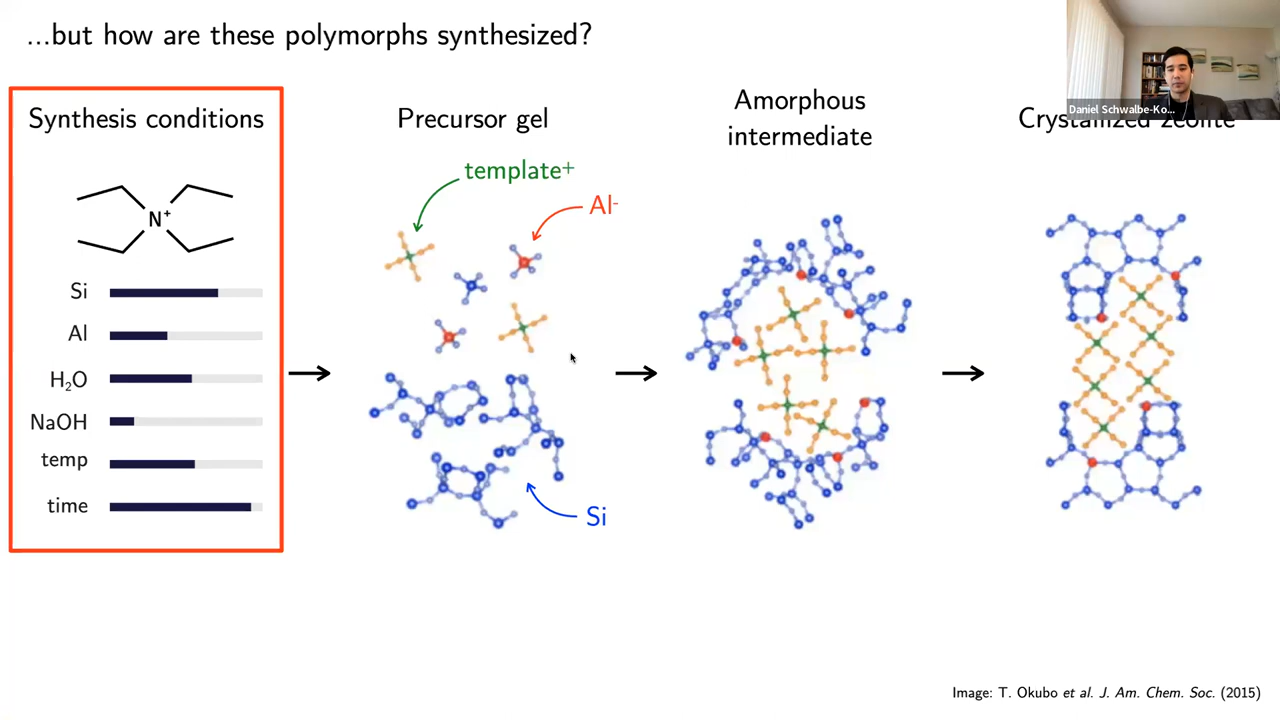 ...but how are these polymorphs synthesized?
Daniel Schwalbe-Ko...
Synthesis conditions
N+
Si
Al
H₂O
NaOH
temp
time
Precursor gel
template+
Al-
Si
Amorphous
intermediate
Crystallized zeolite
Image: T. Okubo et al. J. Am. Chem. Soc. (2015)